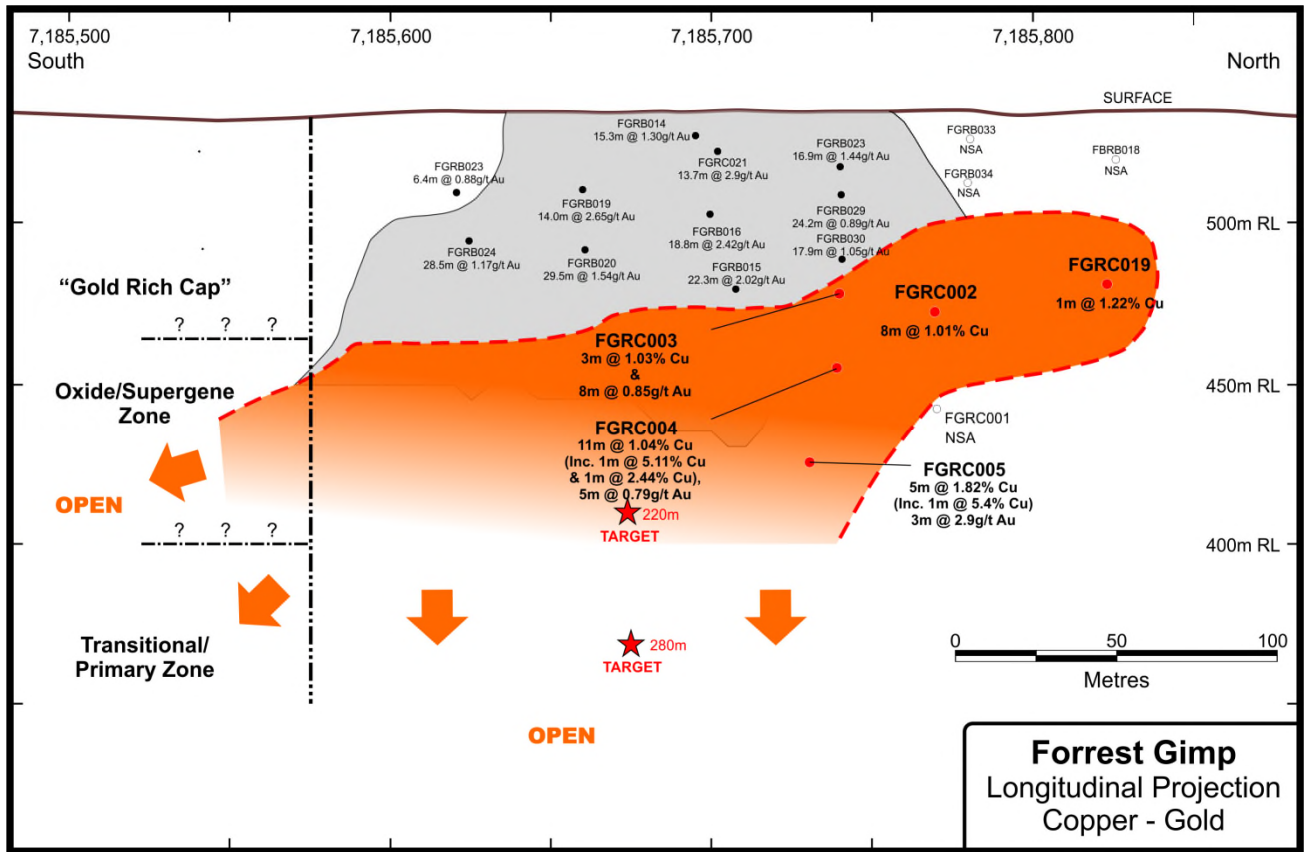 7,185,500
7,185,600
7,185,700
7,185,800
South
North
SURFACE
FGRB014
15.3m @ 1.30g/t Au
FGRC021
13.7m @ 2.9g/t Au
FGRB023
16.9m @ 1.44g/t Au
FGRB033
NSA
FBRB018
NSA
FGRB034
NSA
FGRB023
6.4m @ 0.88g/t Au
FGRB019
14.0m @ 2.65g/t Au
FGRB029
24.2m @ 0.89g/t Au
FGRB016
18.8m @ 2.42g/t Au
FGRB030
17.9m @ 1.05g/t Au
FGRB024
28.5m @ 1.17g/t Au
FGRB020
29.5m @ 1.54g/t Au
FGRB015
22.3m @ 2.02g/t Au
500m RL
"Gold Rich Cap"
? ? ?
FGRC019
1m @ 1.22% Cu
FGRC002
8m @ 1.01% Cu
FGRC003
3m @ 1.03% Cu
&
8m @ 0.85g/t Au
450m RL
Oxide/Supergene
Zone
FGRC001
NSA
FGRC004
11m @ 1.04% Cu
(Inc. 1m @ 5.11% Cu
& 1m @ 2.44% Cu),
5m @ 0.79g/t Au
FGRC005
5m @ 1.82% Cu
(Inc. 1m @ 5.4% Cu)
3m @ 2.9g/t Au
OPEN
220m
TARGET
? ? ?
400m RL
Transitional/
Primary Zone
280m
TARGET
0
50
100
Metres
OPEN
Forrest Gimp
Longitudinal Projection
Copper - Gold